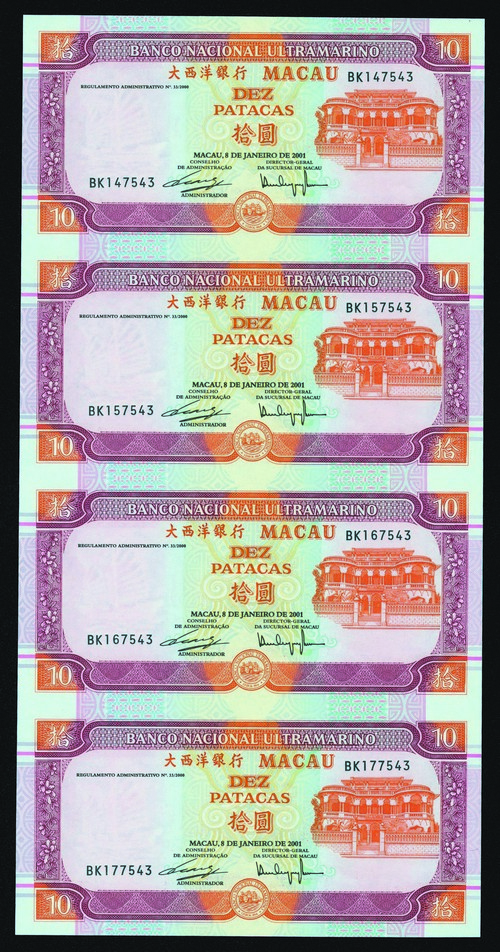 拾 BANCO NACIONAL ULTRAMARINO 10
大西洋銀行 MACAU BK147543
REGULAMENTO ADMINISTRATIVO Nº. 33/2000
DEZ
PATACAS
拾圓
MACAU, 8 DE JANEIRO DE 2001
CONSELHO DIRECTOR-GERAL
DE ADMINISTRAÇÃO DA SUCURSAL DE MACAU
BK147543
ADMINISTRADOR
10 拾
拾 BANCO NACIONAL ULTRAMARINO 10
大西洋銀行 MACAU BK157543
REGULAMENTO ADMINISTRATIVO Nº. 33/2000
DEZ
PATACAS
拾圓
MACAU, 8 DE JANEIRO DE 2001
CONSELHO DIRECTOR-GERAL
DE ADMINISTRAÇÃO DA SUCURSAL DE MACAU
BK157543
ADMINISTRADOR
10 拾
拾 BANCO NACIONAL ULTRAMARINO 10
大西洋銀行 MACAU BK167543
REGULAMENTO ADMINISTRATIVO Nº. 33/2000
DEZ
PATACAS
拾圓
MACAU, 8 DE JANEIRO DE 2001
CONSELHO DIRECTOR-GERAL
DE ADMINISTRAÇÃO DA SUCURSAL DE MACAU
BK167543
ADMINISTRADOR
10 拾
拾 BANCO NACIONAL ULTRAMARINO 10
大西洋銀行 MACAU BK177543
REGULAMENTO ADMINISTRATIVO Nº. 33/2000
DEZ
PATACAS
拾圓
MACAU, 8 DE JANEIRO DE 2001
CONSELHO DIRECTOR-GERAL
DE ADMINISTRAÇÃO DA SUCURSAL DE MACAU
BK177543
ADMINISTRADOR
10 拾